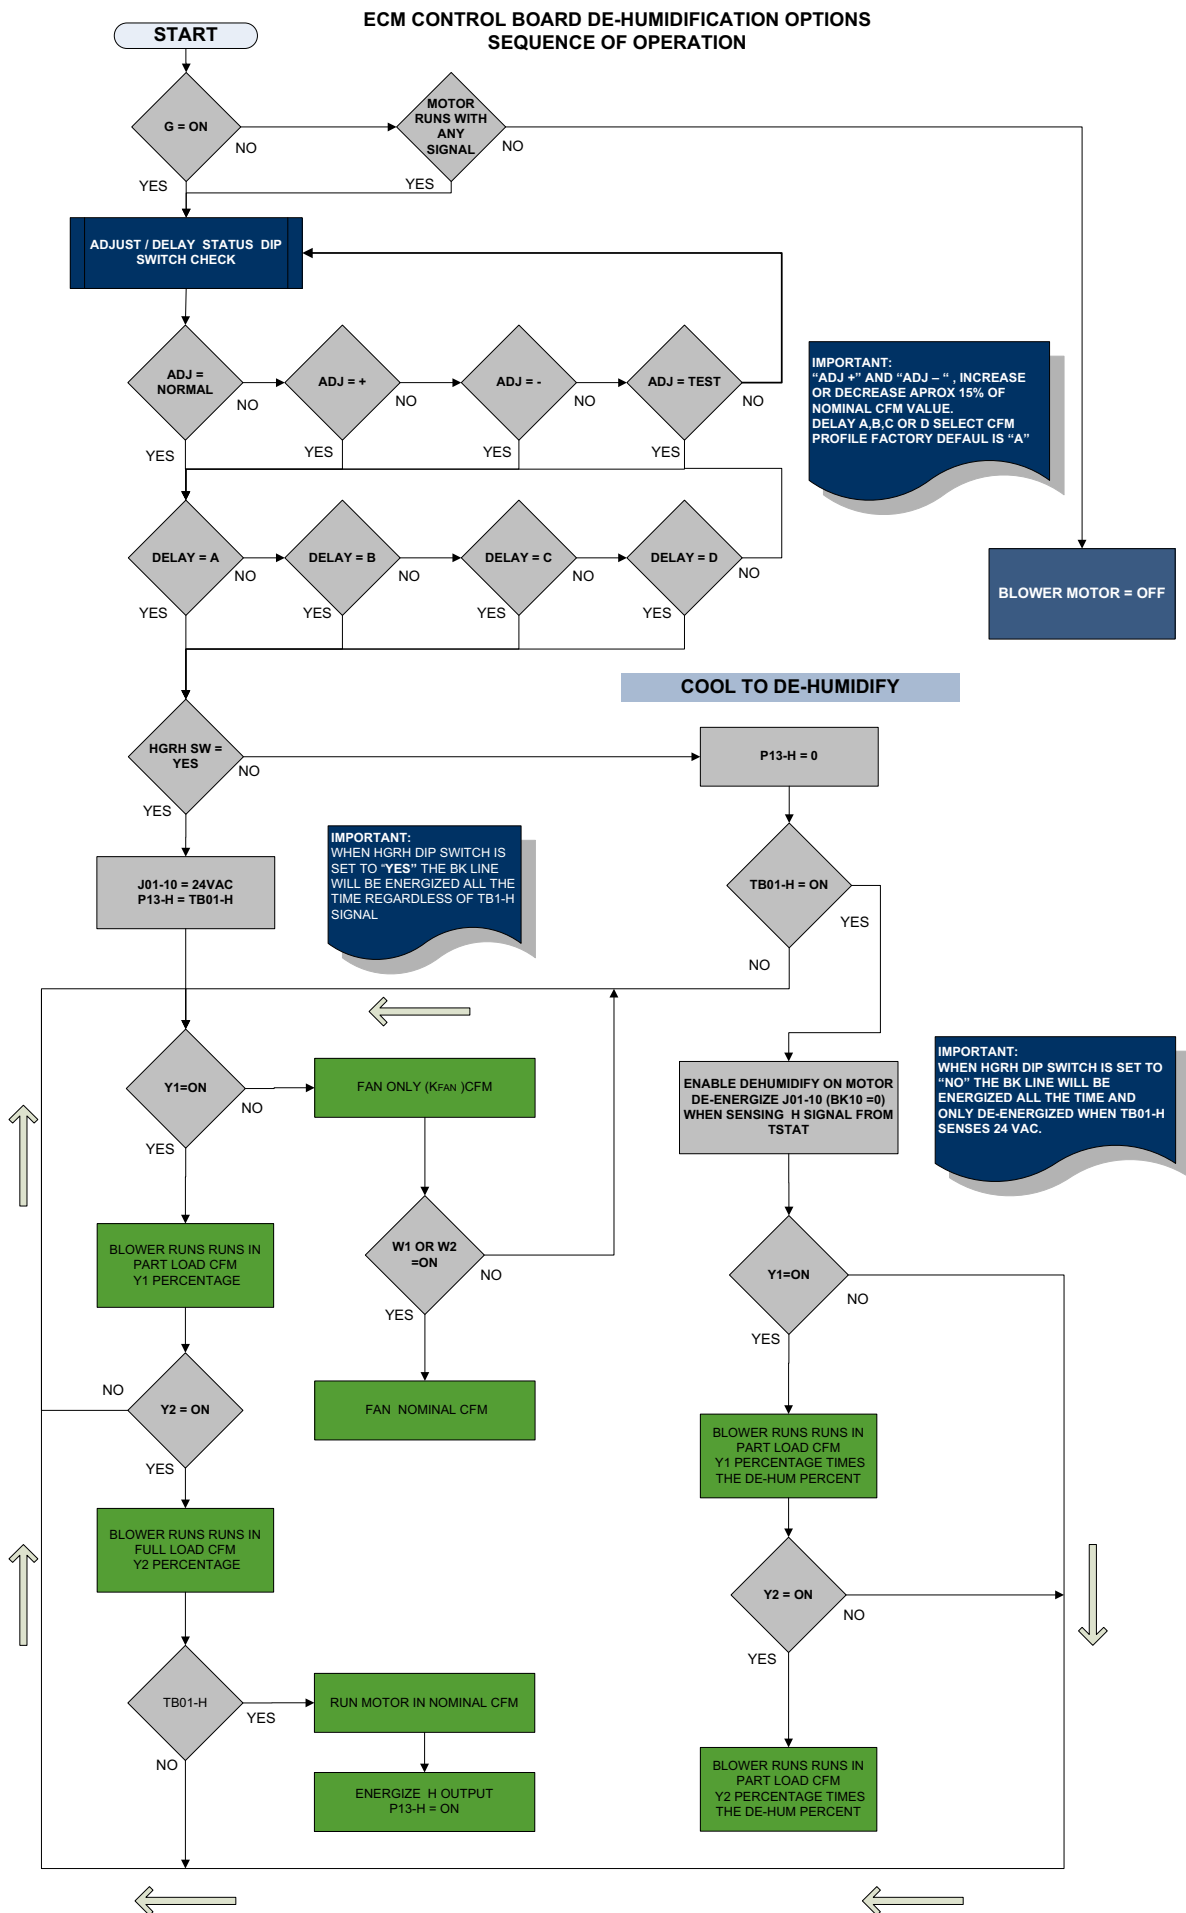 ECM CONTROL BOARD DE-HUMIDIFICATION OPTIONS
SEQUENCE OF OPERATION
START
G = ON
NO
YES
MOTOR
RUNS WITH
ANY
SIGNAL
NO
YES
ADJUST / DELAY STATUS DIP
SWITCH CHECK
ADJ =
NORMAL
NO
YES
ADJ = +
NO
YES
ADJ = -
NO
YES
ADJ = TEST
NO
YES
IMPORTANT:
“ADJ +” AND “ADJ – “ , INCREASE
OR DECREASE APROX 15% OF
NOMINAL CFM VALUE.
DELAY A,B,C OR D SELECT CFM
PROFILE FACTORY DEFAUL IS “A”
DELAY = A
NO
YES
DELAY = B
NO
YES
DELAY = C
NO
YES
DELAY = D
NO
YES
BLOWER MOTOR = OFF
COOL TO DE-HUMIDIFY
HGRH SW =
YES
NO
YES
P13-H = 0
IMPORTANT:
WHEN HGRH DIP SWITCH IS
SET TO “YES” THE BK LINE
WILL BE ENERGIZED ALL THE
TIME REGARDLESS OF TB1-H
SIGNAL
J01-10 = 24VAC
P13-H = TB01-H
TB01-H = ON
YES
NO
Y1=ON
NO
YES
FAN ONLY (KFAN )CFM
ENABLE DEHUMIDIFY ON MOTOR
DE-ENERGIZE J01-10 (BK10 =0)
WHEN SENSING H SIGNAL FROM
TSTAT
IMPORTANT:
WHEN HGRH DIP SWITCH IS SET TO
“NO” THE BK LINE WILL BE
ENERGIZED ALL THE TIME AND
ONLY DE-ENERGIZED WHEN TB01-H
SENSES 24 VAC.
BLOWER RUNS RUNS IN
PART LOAD CFM
Y1 PERCENTAGE
W1 OR W2
=ON
NO
YES
Y1=ON
NO
YES
NO
Y2 = ON
YES
FAN NOMINAL CFM
BLOWER RUNS RUNS IN
PART LOAD CFM
Y1 PERCENTAGE TIMES
THE DE-HUM PERCENT
BLOWER RUNS RUNS IN
FULL LOAD CFM
Y2 PERCENTAGE
Y2 = ON
NO
YES
TB01-H
YES
NO
RUN MOTOR IN NOMINAL CFM
ENERGIZE H OUTPUT
P13-H = ON
BLOWER RUNS RUNS IN
PART LOAD CFM
Y2 PERCENTAGE TIMES
THE DE-HUM PERCENT